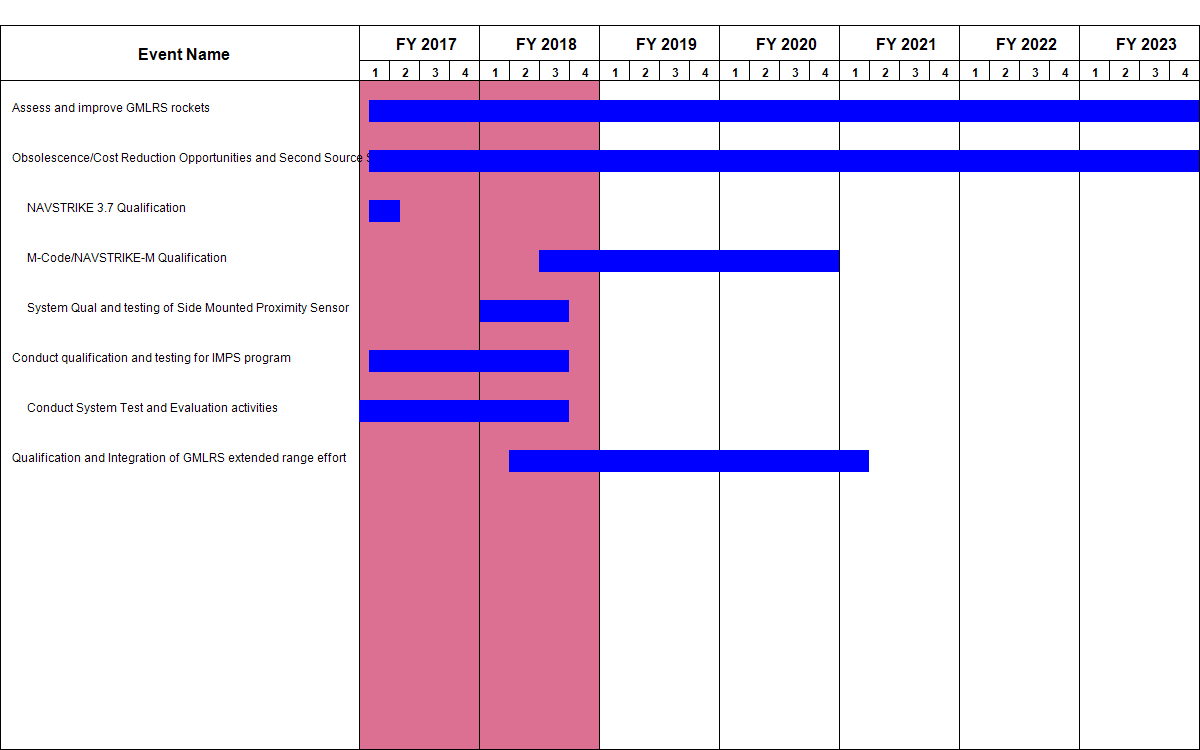 Event Name FY 2017 FY 2018 FY 2019 FY 2020 FY 2021 FY 2022 FY 2023
1 2 3 4 1 2 3 4 1 2 3 4 1 2 3 4 1 2 3 4 1 2 3 4 1 2 3 4
Assess and improve GMLRS rockets
Obsolescence/Cost Reduction Opportunities and Second Source
NAVSTRIKE 3.7 Qualification
M-Code/NAVSTRIKE-M Qualification
System Qual and testing of Side Mounted Proximity Sensor
Conduct qualification and testing for IMPS program
Conduct System Test and Evaluation activities
Qualification and Integration of GMLRS extended range effort